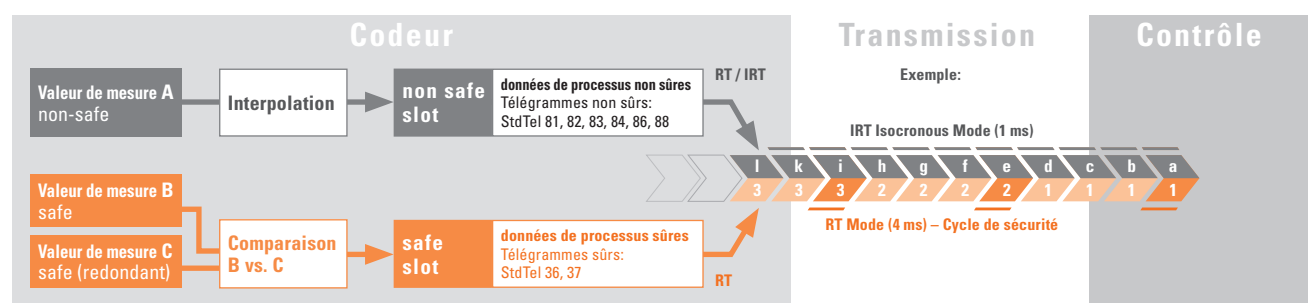 Codeur
Transmission
Contrôle
Valeur de mesure A
non-safe
Interpolation
non safe
slot
données de processus non sûres
Télégrammes non sûrs:
StdTel 81, 82, 83, 84, 86, 88
RT / IRT
Exemple:
IRT Isocronous Mode (1 ms)
l k i h g f e d c b a
3 3 3 2 2 2 2 1 1 1 1
RT Mode (4 ms) – Cycle de sécurité
Valeur de mesure B
safe
Valeur de mesure C
safe (redondant)
Comparaison
B vs. C
safe
slot
données de processus sûres
Télégrammes sûrs:
StdTel 36, 37
RT